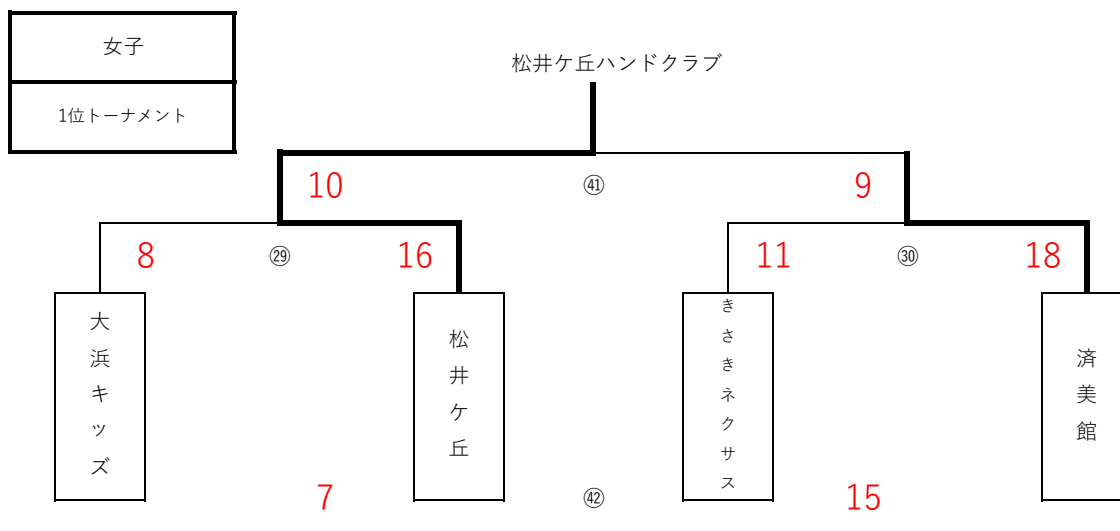 女子
1位トーナメント
松井ケ丘ハンドクラブ
10
㊶
9
8
㉙
16
11
㉚
18
大浜キッズ
松井ケ丘
きさきネクサス
済美館
7
㊷
15